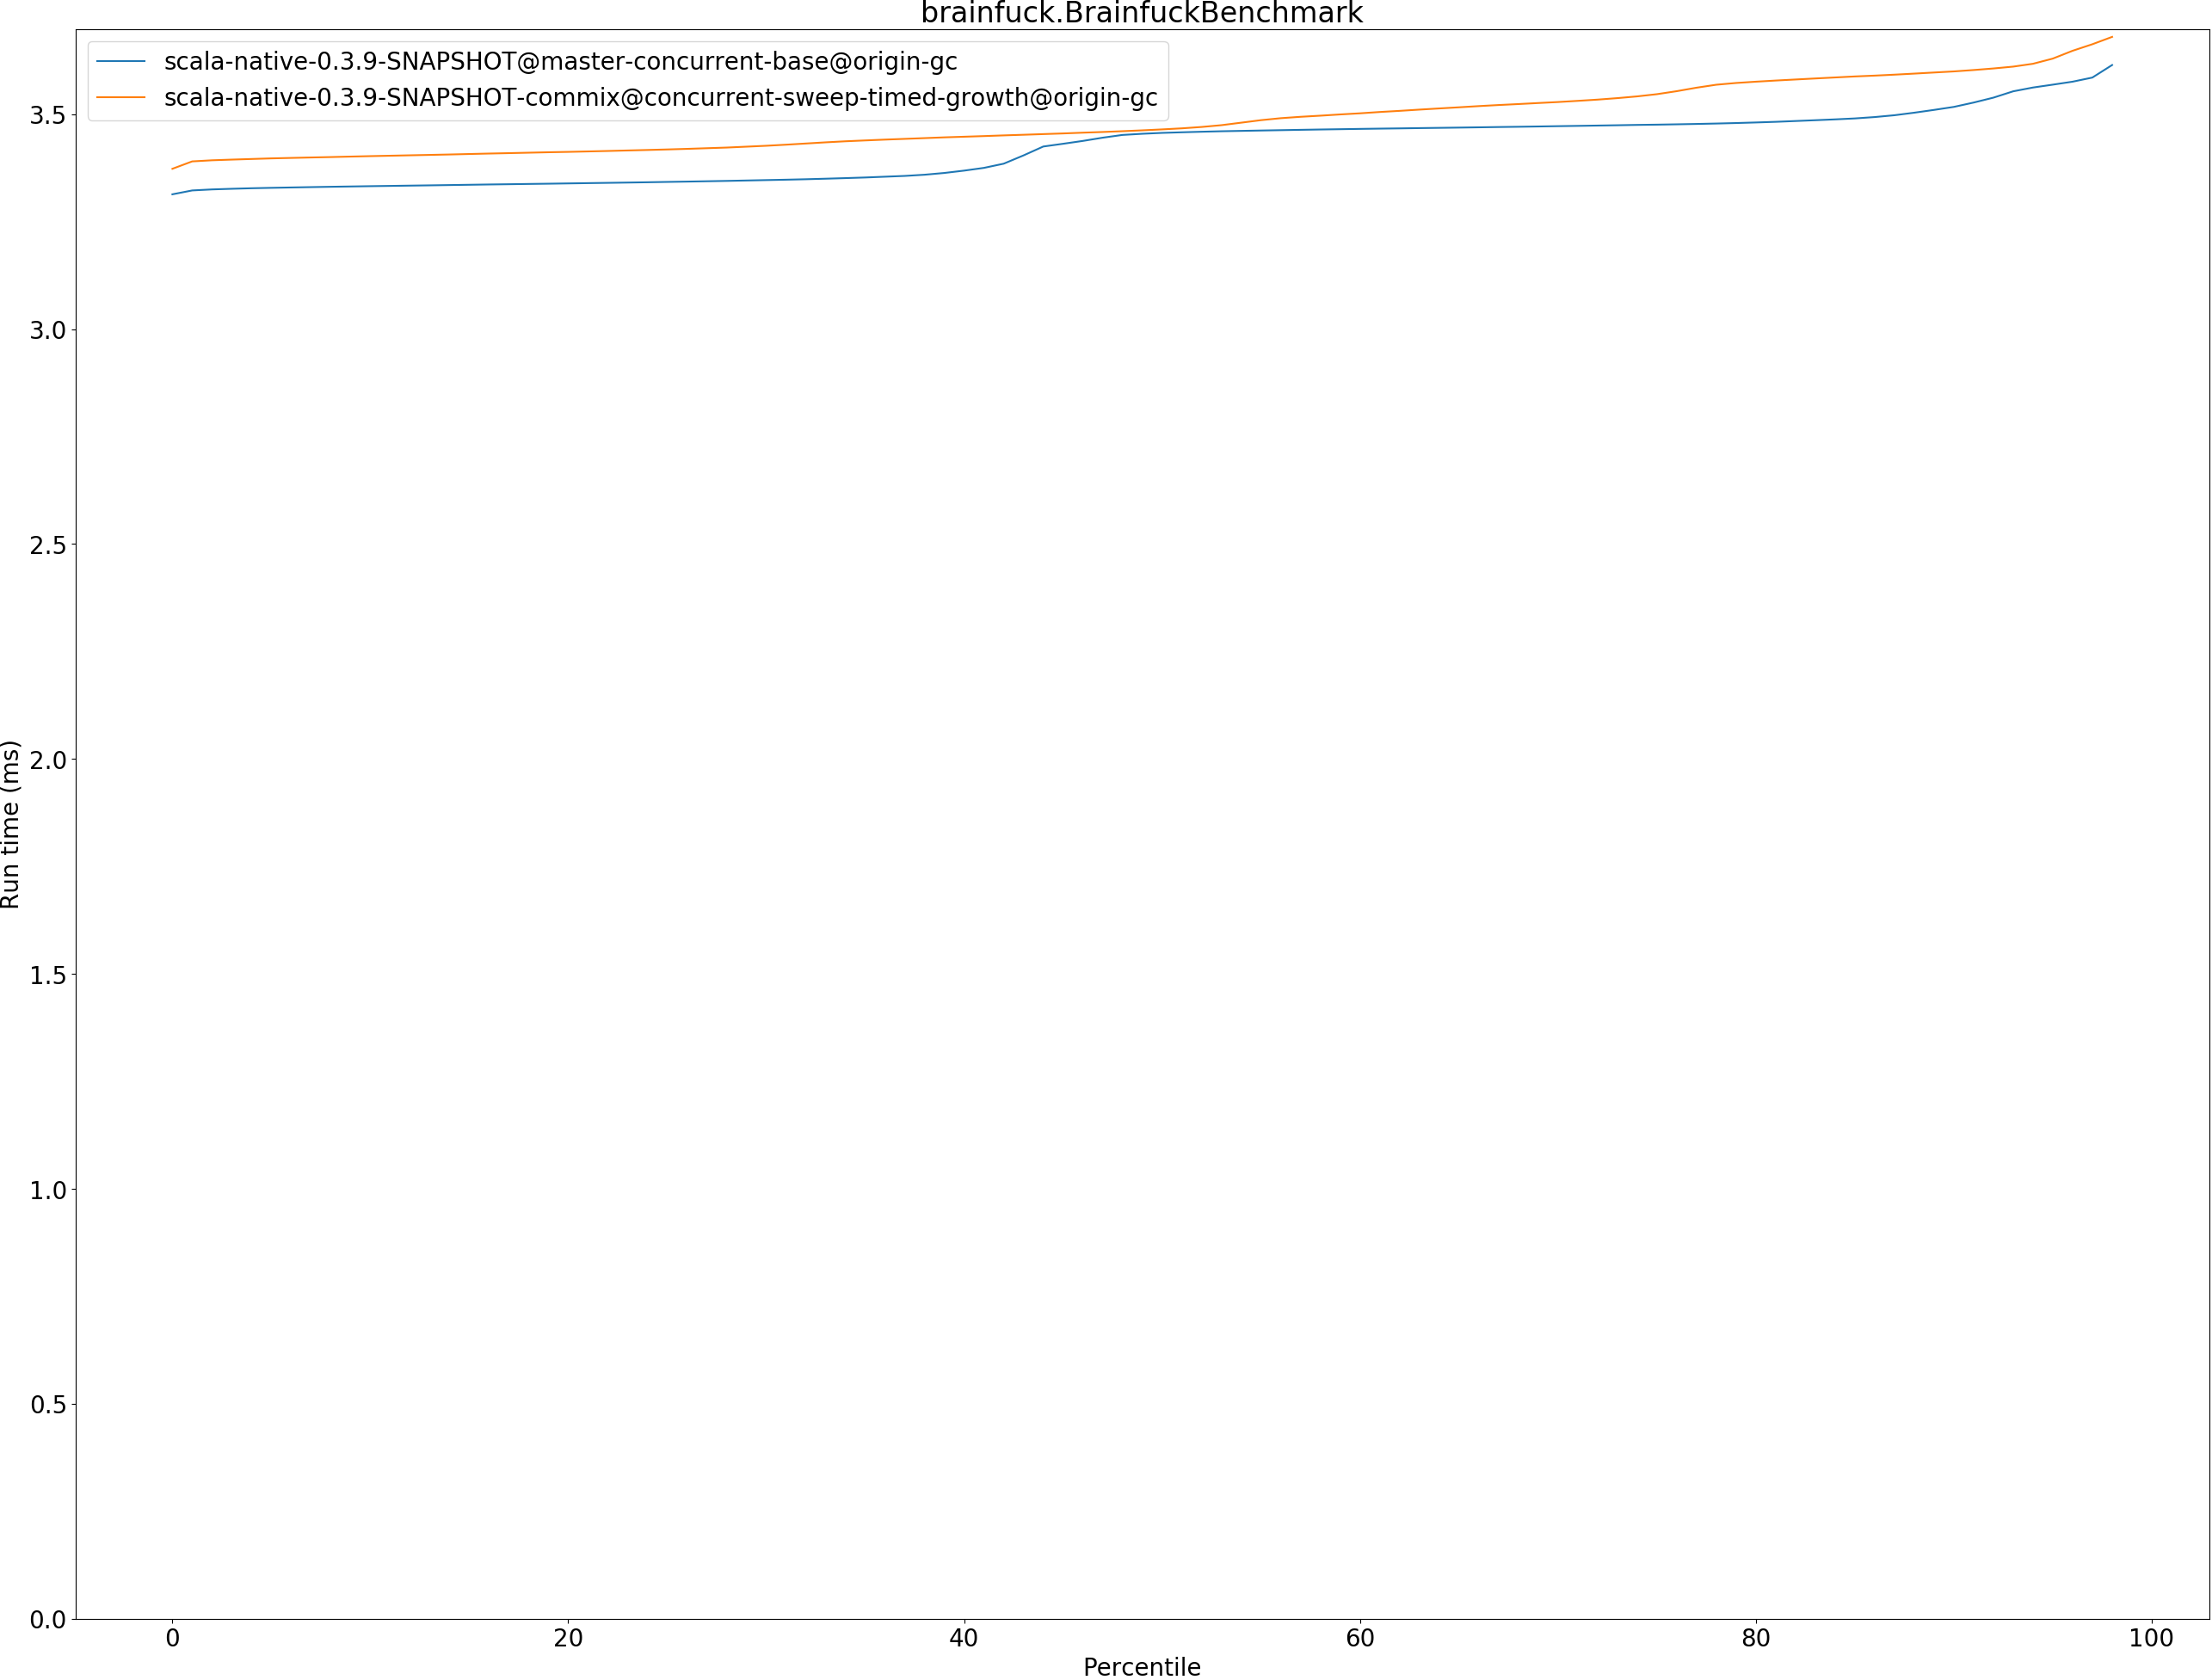 brainfuck.BrainfuckBenchmark
scala-native-0.3.9-SNAPSHOT@master-concurrent-base@origin-gc
scala-native-0.3.9-SNAPSHOT-commix@concurrent-sweep-timed-growth@origin-gc
3.5
3.0
2.5
2.0
1.5
1.0
0.5
0.0
Run time (ms)
0 20 40 60 80 100
Percentile